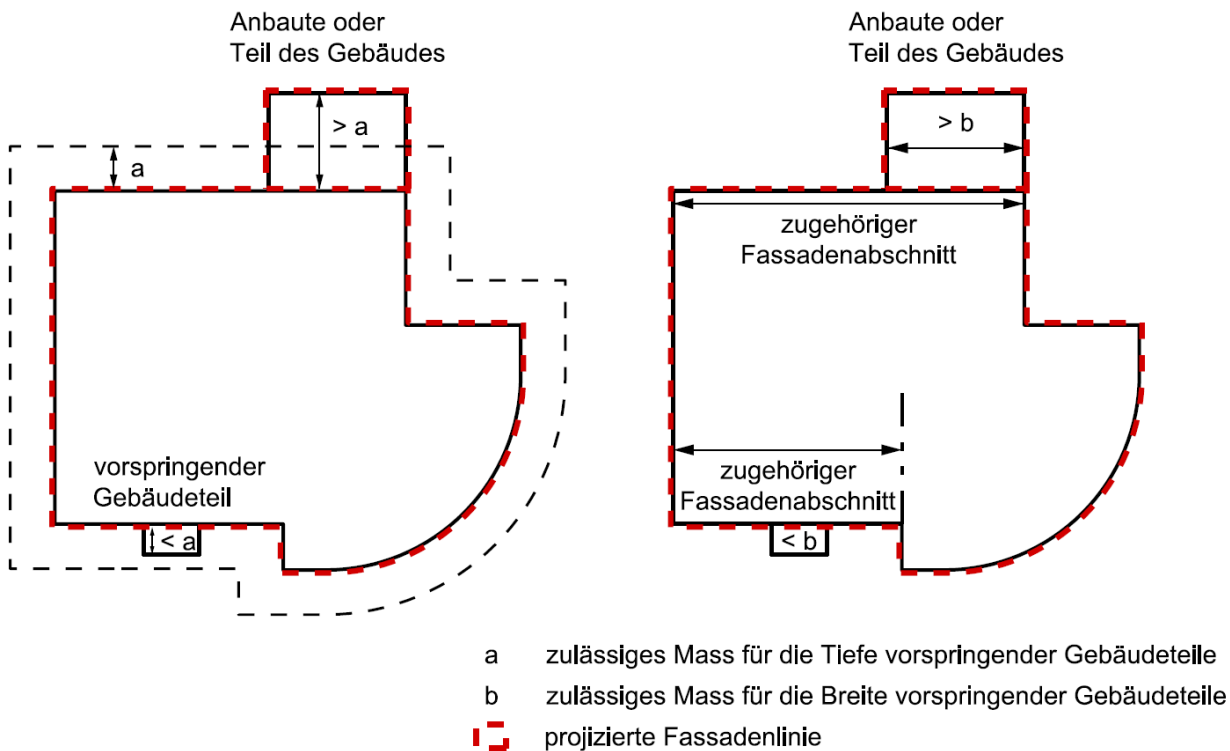 Anbaute oder
Teil des Gebäudes
> a
a
vorspringender
Gebäudeteil
< a
Anbaute oder
Teil des Gebäudes
> b
zugehöriger
Fassadenabschnitt
zugehöriger
Fassadenabschnitt
< b
a zulässiges Mass für die Tiefe vorspringender Gebäudeteile
b zulässiges Mass für die Breite vorspringender Gebäudeteile
projizierte Fassadenlinie